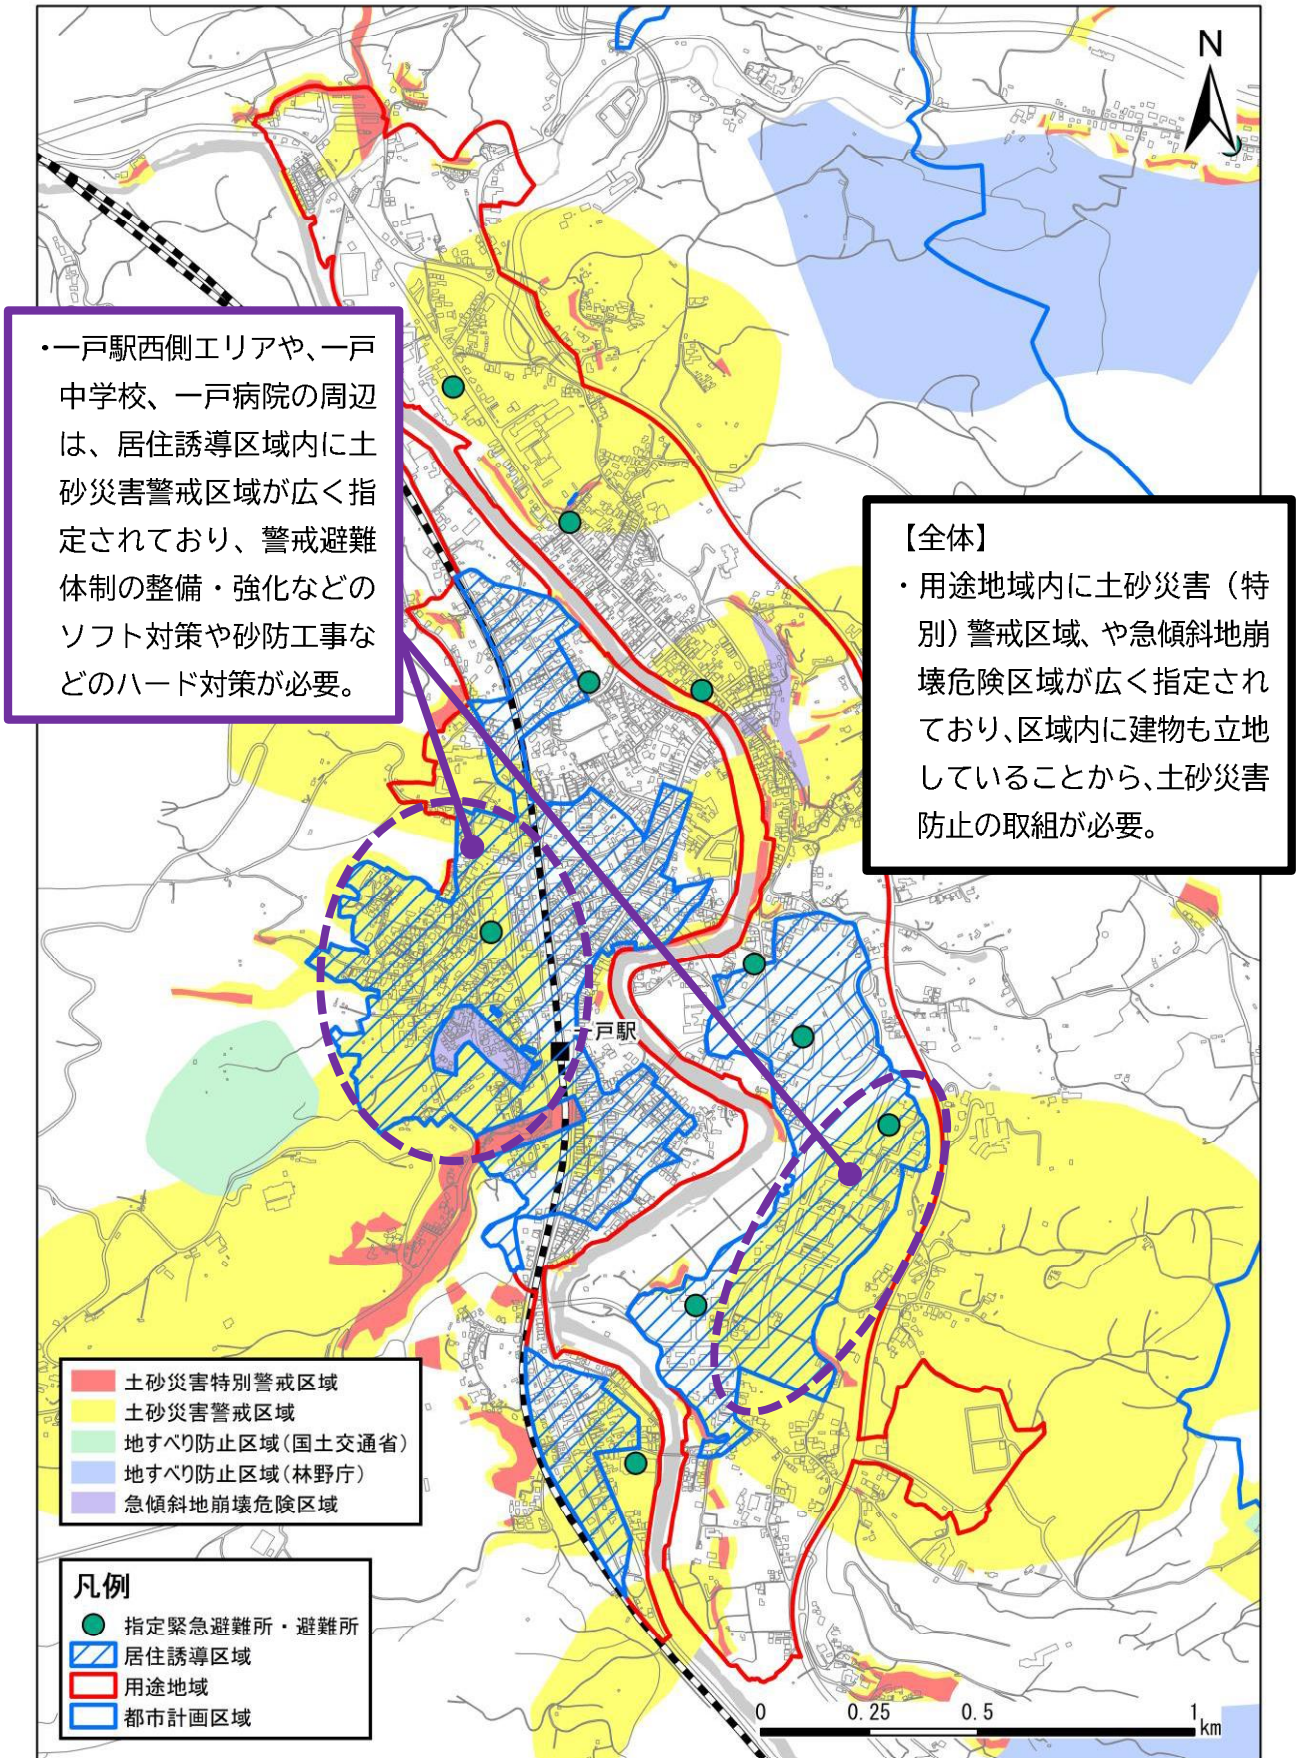 N
・一戸駅西側エリアや、一戸
中学校、一戸病院の周辺
は、居住誘導区域内に土
砂災害警戒区域が広く指
定されており、警戒避難
体制の整備・強化などの
ソフト対策や砂防工事な
どのハード対策が必要。
【全体】
・用途地域内に土砂災害（特
別）警戒区域、や急傾斜地崩
壊危険区域が広く指定され
ており、区域内に建物も立地
していることから、土砂災害
防止の取組が必要。
一戸駅
土砂災害特別警戒区域
土砂災害警戒区域
地すべり防止区域(国土交通省)
地すべり防止区域(林野庁)
急傾斜地崩壊危険区域
凡例
指定緊急避難所・避難所
居住誘導区域
用途地域
都市計画区域
0 0.25 0.5 1
km